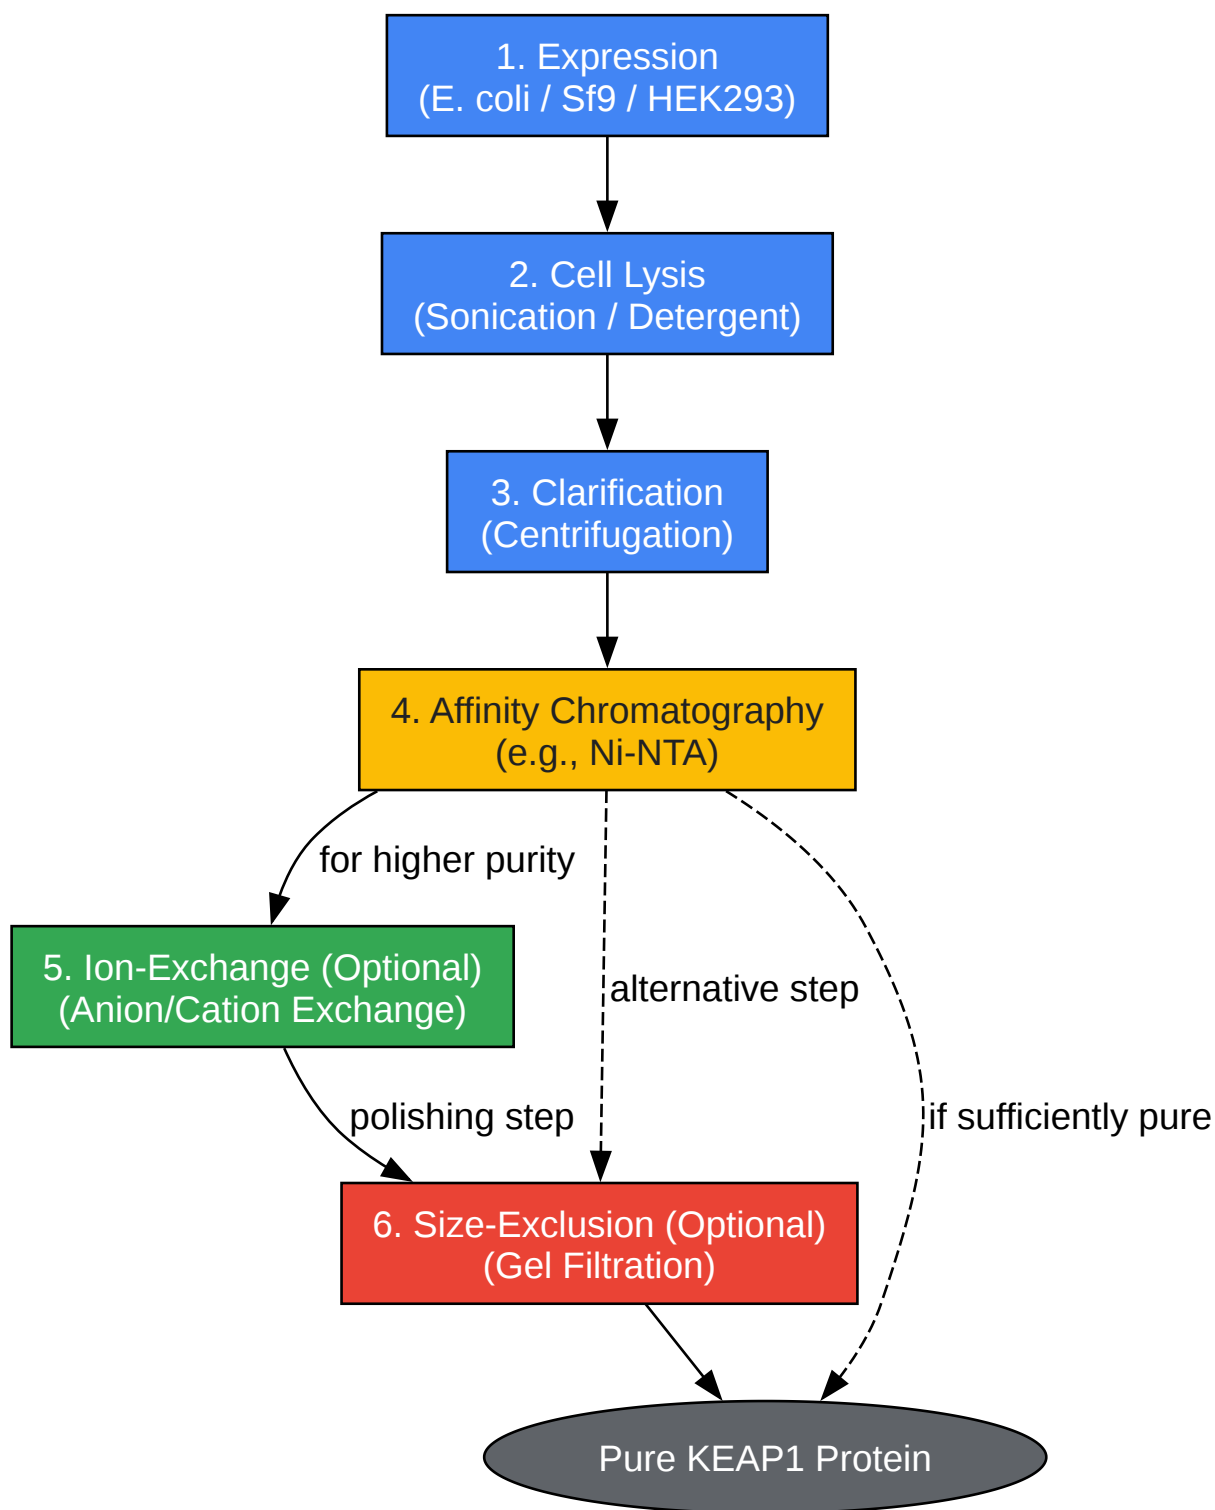 1. Expression
(E. coli / Sf9 / HEK293)
2. Cell Lysis
(Sonication / Detergent)
3. Clarification
(Centrifugation)
4. Affinity Chromatography
(e.g., Ni-NTA)
for higher purity
5. Ion-Exchange (Optional)
(Anion/Cation Exchange)
alternative step
polishing step
if sufficiently pure
6. Size-Exclusion (Optional)
(Gel Filtration)
Pure KEAP1 Protein